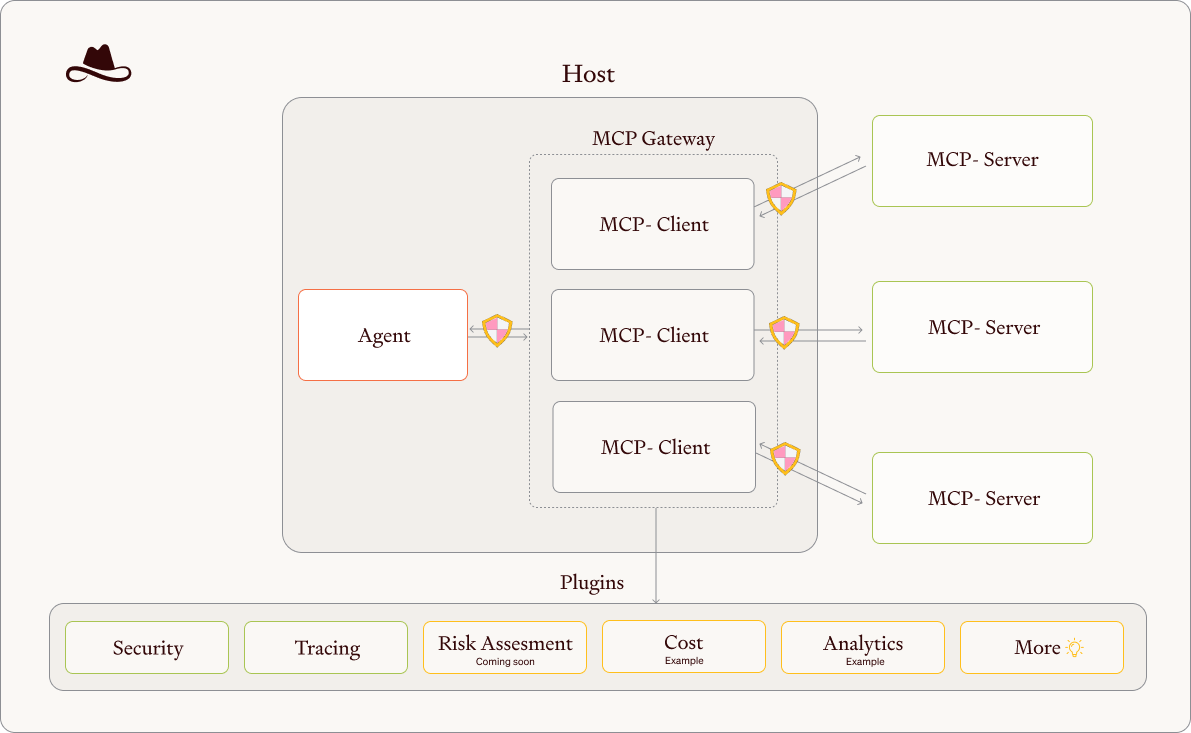 Host
MCP Gateway
MCP- Client
MCP- Server
Agent
MCP- Client
MCP- Server
MCP- Client
MCP- Server
Plugins
Security
Tracing
Risk Assesment
Coming soon
Cost
Example
Analytics
Example
More